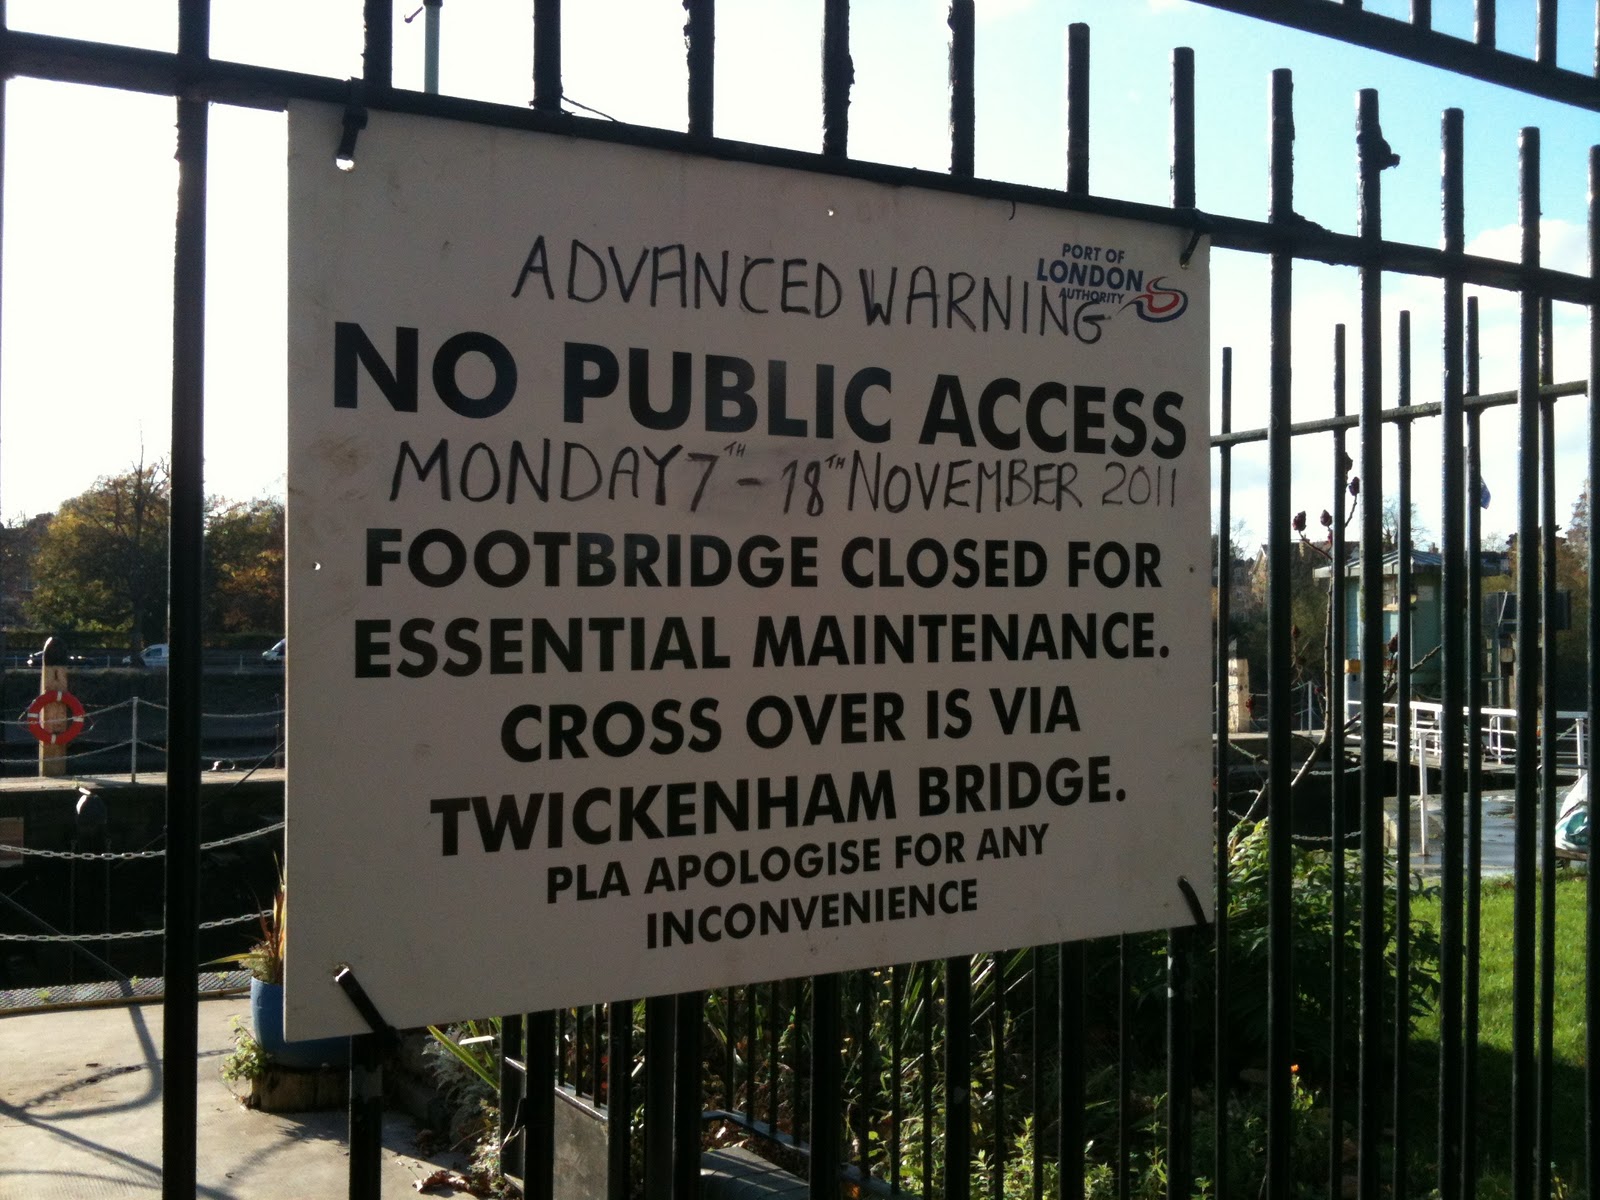 PORT OF
LONDON
AUTHORITY
ADVANCED WARNING
NO PUBLIC ACCESS
MONDAY 7TH - 18TH NOVEMBER 2011
FOOTBRIDGE CLOSED FOR
ESSENTIAL MAINTENANCE.
CROSS OVER IS VIA
TWICKENHAM BRIDGE.
PLA APOLOGISE FOR ANY
INCONVENIENCE